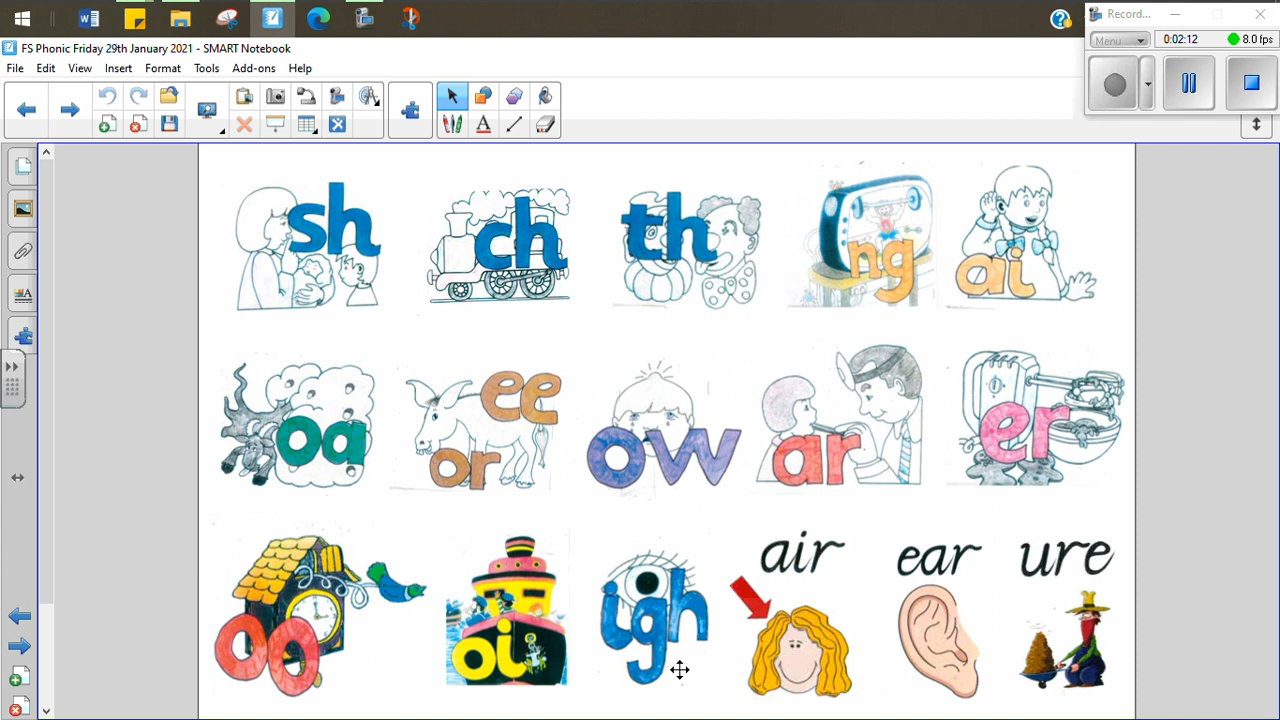 Record...
FS Phonic Friday 29th January 2021 - SMART Notebook
Menu
0:02:12
8.0 fps
File Edit View Insert Format Tools Add-ons Help
sh ch th ng ai
oa ee or ow ar er
oo oi igh air ear ure